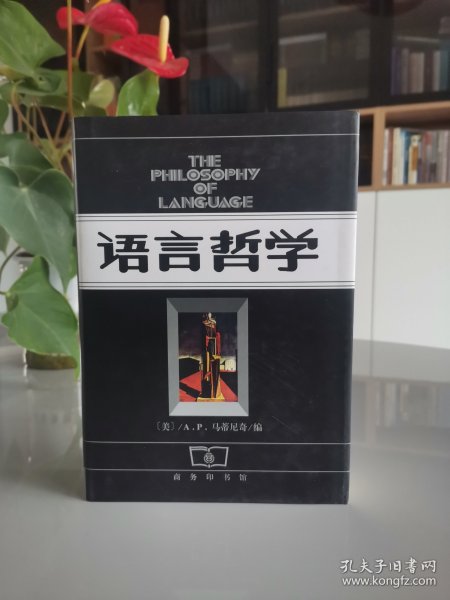 THE
PHILOSOPHY
OF
LANGUAGE
语言哲学
〔美〕/A.P.马蒂尼奇/编
商务印书馆
孔夫子旧书网
www.kongfz.com